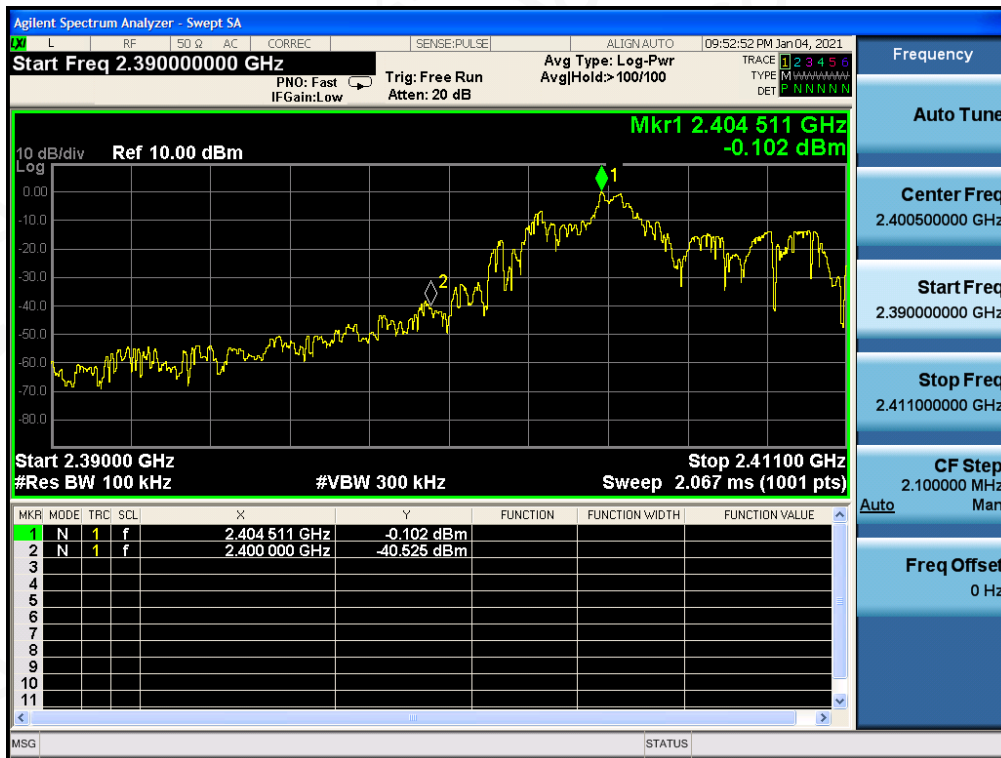 Agilent Spectrum Analyzer - Swept SA
LXI L RF 50 Ω AC CORREC SENSE:PULSE ALIGN AUTO 09:52:52 PM Jan 04, 2021
Start Freq 2.390000000 GHz
PNO: Fast
IFGain:Low
Trig: Free Run
Atten: 20 dB
Avg Type: Log-Pwr
Avg|Hold:>100/100
TRACE 1 2 3 4 5 6
TYPE M
DET P N N N N N
Mkr1 2.404 511 GHz
-0.102 dBm
10 dB/div Ref 10.00 dBm
Log
0.00
-10.0
-20.0
-30.0
-40.0
-50.0
-60.0
-70.0
-80.0
1
2
Start 2.39000 GHz Stop 2.41100 GHz
#Res BW 100 kHz #VBW 300 kHz Sweep 2.067 ms (1001 pts)
MKR MODE TRC SCL X Y FUNCTION FUNCTION WIDTH FUNCTION VALUE
1 N 1 f 2.404 511 GHz -0.102 dBm
2 N 1 f 2.400 000 GHz -40.525 dBm
3
4
5
6
7
8
9
10
11
MSG STATUS
Frequency
Auto Tune
Center Freq
2.400500000 GHz
Start Freq
2.390000000 GHz
Stop Freq
2.411000000 GHz
CF Step
2.100000 MHz
Auto Man
Freq Offset
0 Hz